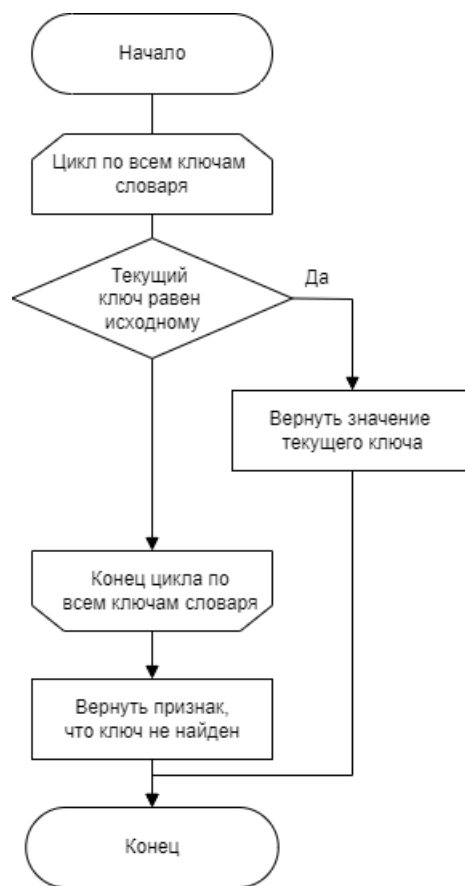 Начало
Цикл по всем ключам
словаря
Текущий
ключ равен
исходному
Да
Вернуть значение
текущего ключа
Конец цикла по
всем ключам словаря
Вернуть признак,
что ключ не найден
Конец